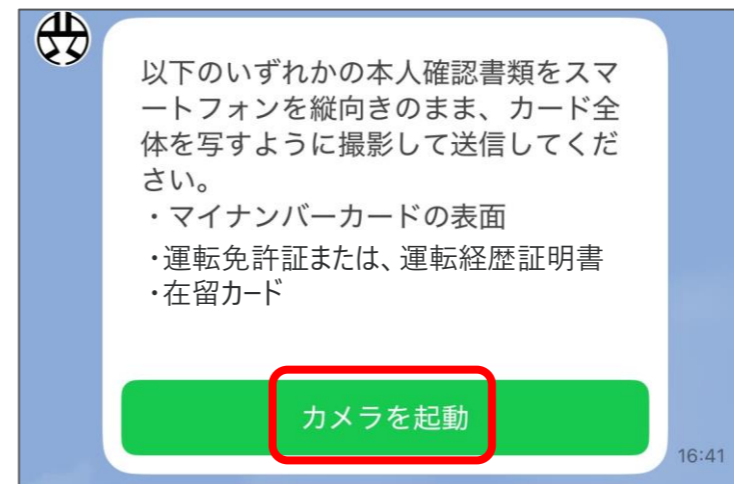 以下のいずれかの本人確認書類をスマ
ートフォンを縦向きのまま、カード全
体を写すように撮影して送信してくだ
さい。
・マイナンバーカードの表面
・運転免許証または、運転経歴証明書
・在留カード
カメラを起動
16:41